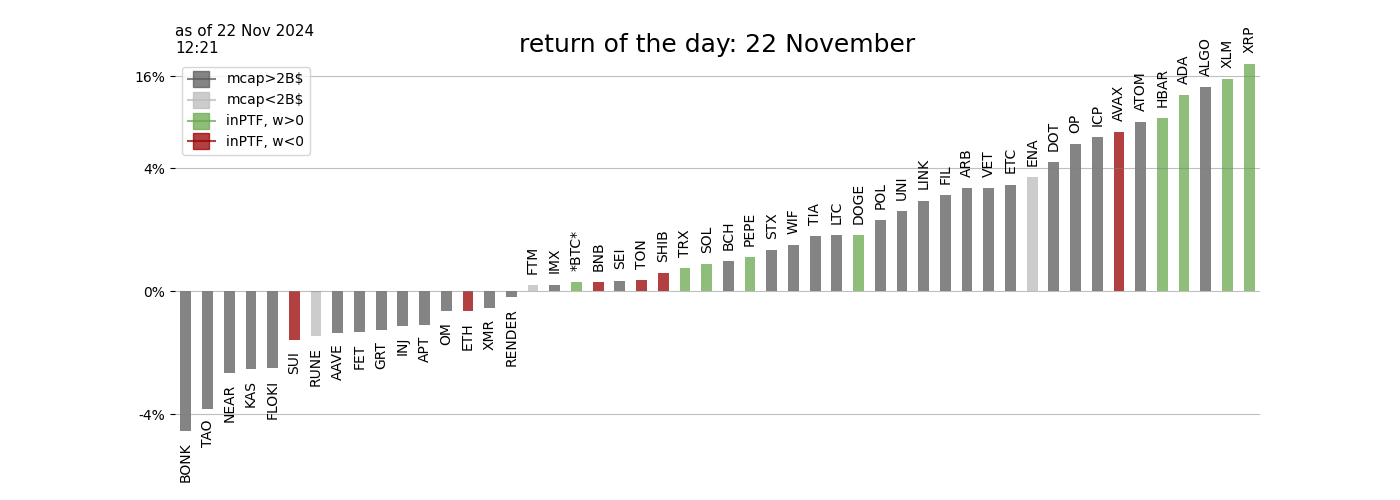 as of 22 Nov 2024
12:21
return of the day: 22 November
mcap>2B$
mcap<2B$
inPTF, w>0
inPTF, w<0
16%
4%
0%
-4%
BONK
TAO
NEAR
KAS
FLOKI
SUI
RUNE
AAVE
FET
GRT
INJ
APT
OM
ETH
XMR
RENDER
FTM
IMX
*BTC*
BNB
SEI
TON
SHIB
TRX
SOL
BCH
PEPE
STX
WIF
TIA
LTC
DOGE
POL
UNI
LINK
FIL
ARB
VET
ETC
ENA
DOT
OP
ICP
AVAX
ATOM
HBAR
ADA
ALGO
XLM
XRP